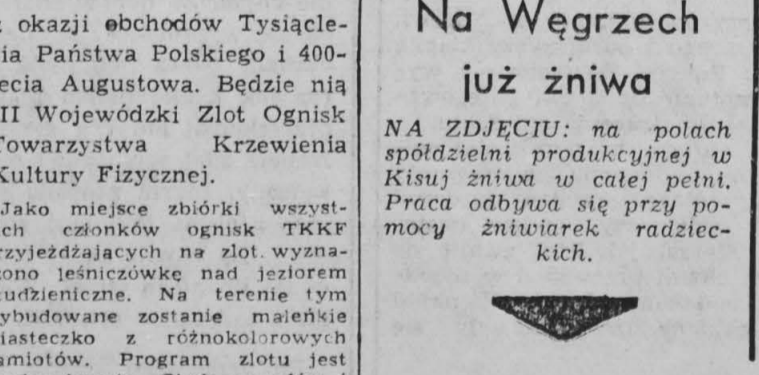 okazji obchodów Tysiącle-
ia Państwa Polskiego i 400-
ecia Augustowa. Będzie nią
II Wojewódzki Zlot Ognisk
Towarzystwa Krzewienia
Kultury Fizycznej.
Jako miejsce zbiórki wszyst-
ich członków ognisk TKKF
rzyjeżdżających na zlot wyzna-
zono leśniczówkę nad jeziorem
tudzieniczne. Na terenie tym
ybudowane zostanie maleńkie
iasteczko z różnokolorowych
amiotów. Program zlotu jest
Na Węgrzech
już żniwa
NA ZDJĘCIU: na polach
spółdzielni produkcyjnej w
Kisuj żniwa w całej pełni.
Praca odbywa się przy po-
mocy żniwiarek radziec-
kich.